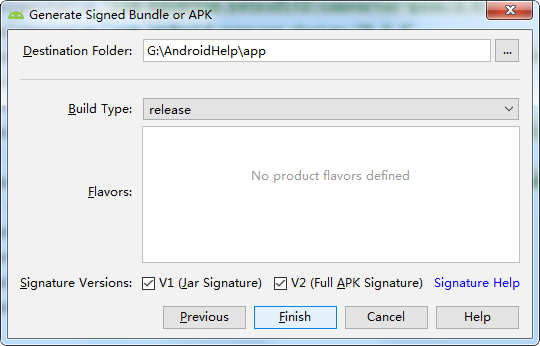 Generate Signed Bundle or APK
Destination Folder: G:\AndroidHelp\app ...
Build Type: release
Flavors: No product flavors defined
Signature Versions: V1 (Jar Signature) V2 (Full APK Signature) Signature Help
Previous Finish Cancel Help